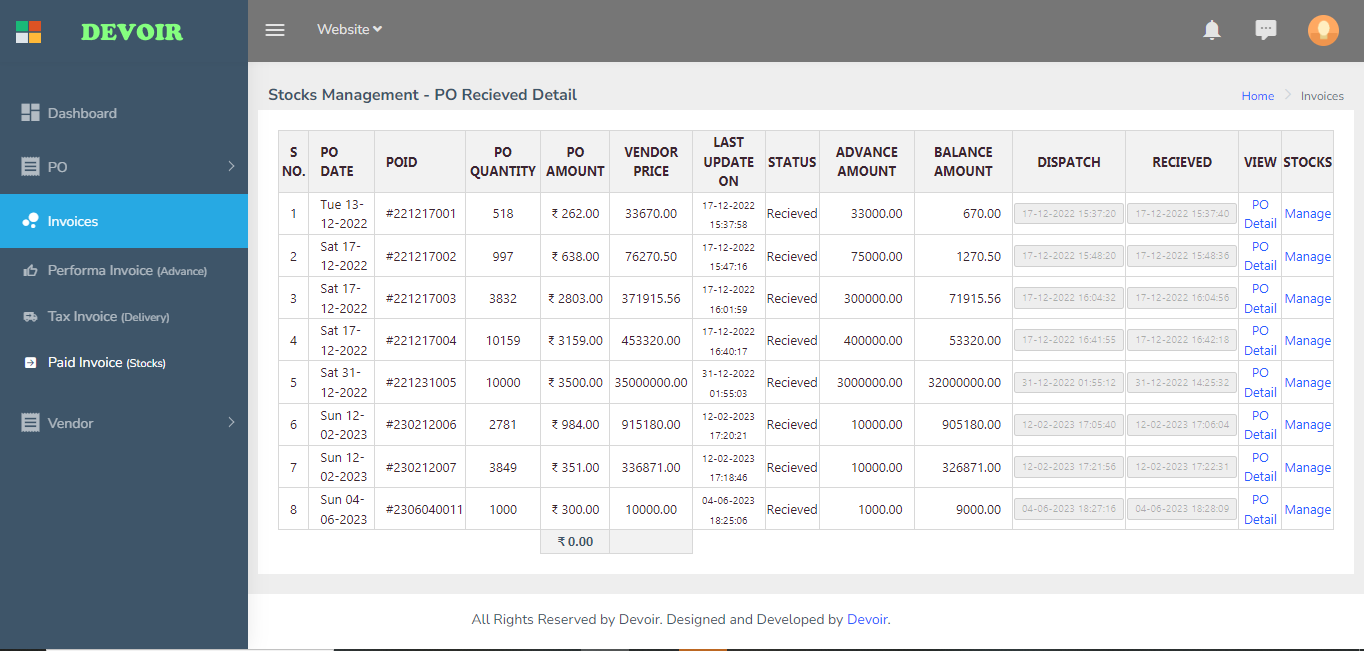 DEVOIR
Website
Dashboard
PO
Invoices
Performa Invoice (Advance)
Tax Invoice (Delivery)
Paid Invoice (Stocks)
Vendor
Stocks Management - PO Recieved Detail
Home Invoices
S NO. PO DATE POID PO QUANTITY PO AMOUNT VENDOR PRICE LAST UPDATE ON STATUS ADVANCE AMOUNT BALANCE AMOUNT DISPATCH RECIEVED VIEW STOCKS
1 Tue 13-12-2022 #221217001 518 ₹ 262.00 33670.00 17-12-2022 15:37:58 Recieved 33000.00 670.00 17-12-2022 15:37:20 17-12-2022 15:37:40 PO Detail Manage
2 Sat 17-12-2022 #221217002 997 ₹ 638.00 76270.50 17-12-2022 15:47:16 Recieved 75000.00 1270.50 17-12-2022 15:48:20 17-12-2022 15:48:36 PO Detail Manage
3 Sat 17-12-2022 #221217003 3832 ₹ 2803.00 371915.56 17-12-2022 16:01:59 Recieved 300000.00 71915.56 17-12-2022 16:04:32 17-12-2022 16:04:56 PO Detail Manage
4 Sat 17-12-2022 #221217004 10159 ₹ 3159.00 453320.00 17-12-2022 16:40:17 Recieved 400000.00 53320.00 17-12-2022 16:41:55 17-12-2022 16:42:18 PO Detail Manage
5 Sat 31-12-2022 #221231005 10000 ₹ 3500.00 35000000.00 31-12-2022 01:55:03 Recieved 3000000.00 32000000.00 31-12-2022 01:55:12 31-12-2022 14:25:32 PO Detail Manage
6 Sun 12-02-2023 #230212006 2781 ₹ 984.00 915180.00 12-02-2023 17:20:21 Recieved 10000.00 905180.00 12-02-2023 17:05:40 12-02-2023 17:06:04 PO Detail Manage
7 Sun 12-02-2023 #230212007 3849 ₹ 351.00 336871.00 12-02-2023 17:18:46 Recieved 10000.00 326871.00 12-02-2023 17:21:56 12-02-2023 17:22:31 PO Detail Manage
8 Sun 04-06-2023 #2306040011 1000 ₹ 300.00 10000.00 04-06-2023 18:25:06 Recieved 1000.00 9000.00 04-06-2023 18:27:16 04-06-2023 18:28:09 PO Detail Manage
₹ 0.00
All Rights Reserved by Devoir. Designed and Developed by Devoir.